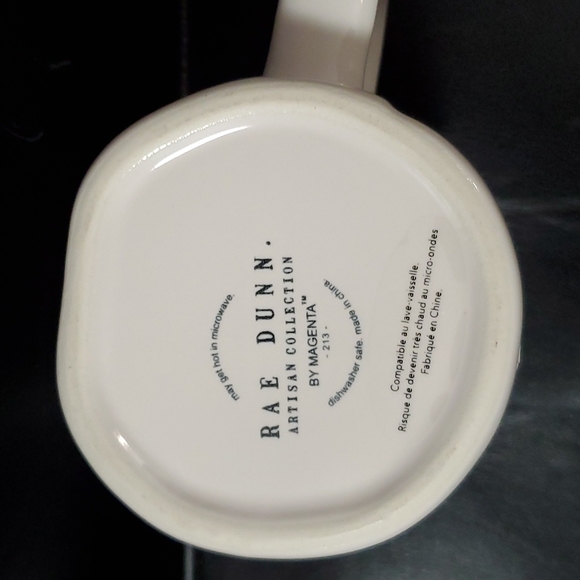 may get hot in microwave.
RAE DUNN.
ARTISAN COLLECTION
BY MAGENTA™
- 213 -
dishwasher safe. made in china.
Compatible au lave-vaisselle.
Risque de devenir très chaud au micro-ondes
Fabriqué en Chine.